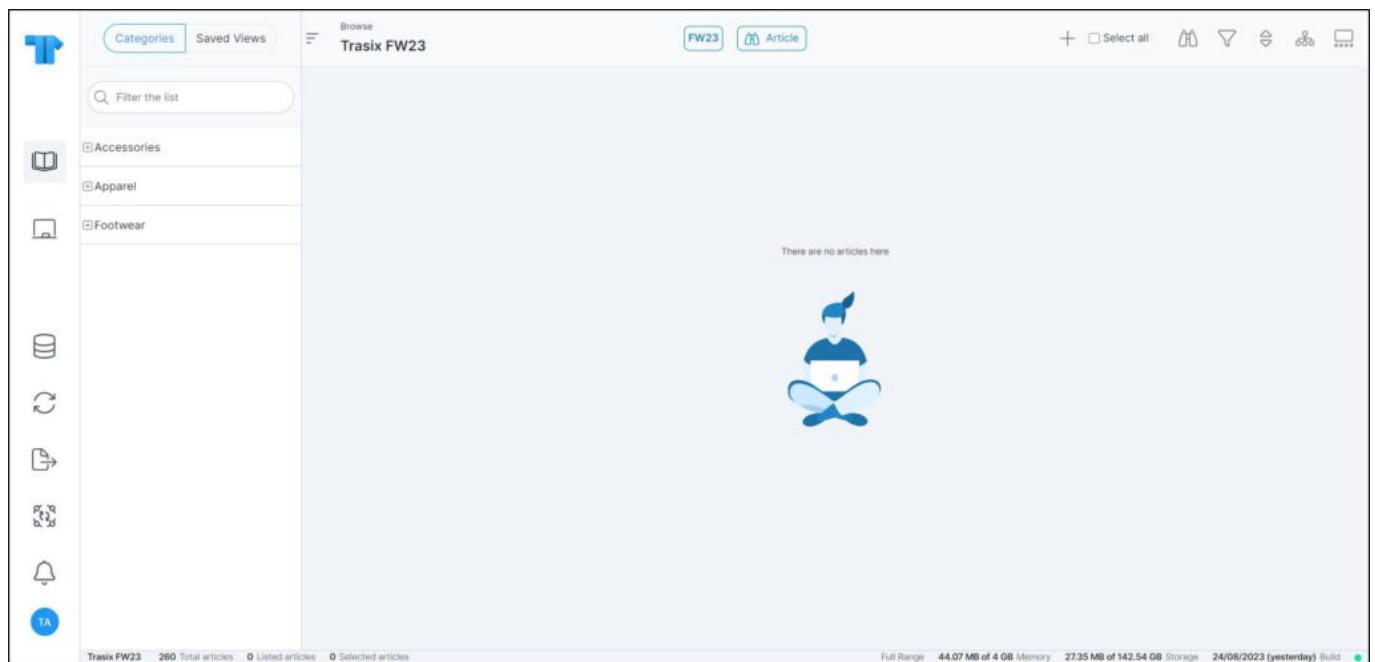 Categories
Saved Views
Browse
Trasix FW23
FW23
Article
Select all
Filter the list
Accessories
Apparel
Footwear
There are no articles here
TA
Trasix FW23 260 Total articles 0 Listed articles 0 Selected articles Full Range 44.07 MB of 4 GB Memory 27.35 MB of 142.54 GB Storage 24/08/2023 (yesterday) Build